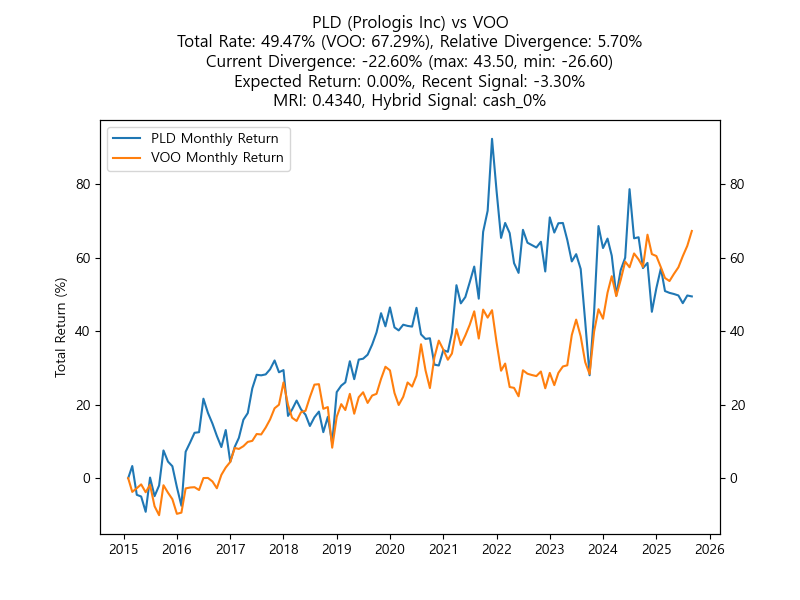 PLD (Prologis Inc) vs VOO
Total Rate: 49.47% (VOO: 67.29%), Relative Divergence: 5.70%
Current Divergence: -22.60% (max: 43.50, min: -26.60)
Expected Return: 0.00%, Recent Signal: -3.30%
MRI: 0.4340, Hybrid Signal: cash_0%
PLD Monthly Return
VOO Monthly Return
80 80
60 60
40 40
20 20
0 0
Total Return (%)
2015 2016 2017 2018 2019 2020 2021 2022 2023 2024 2025 2026